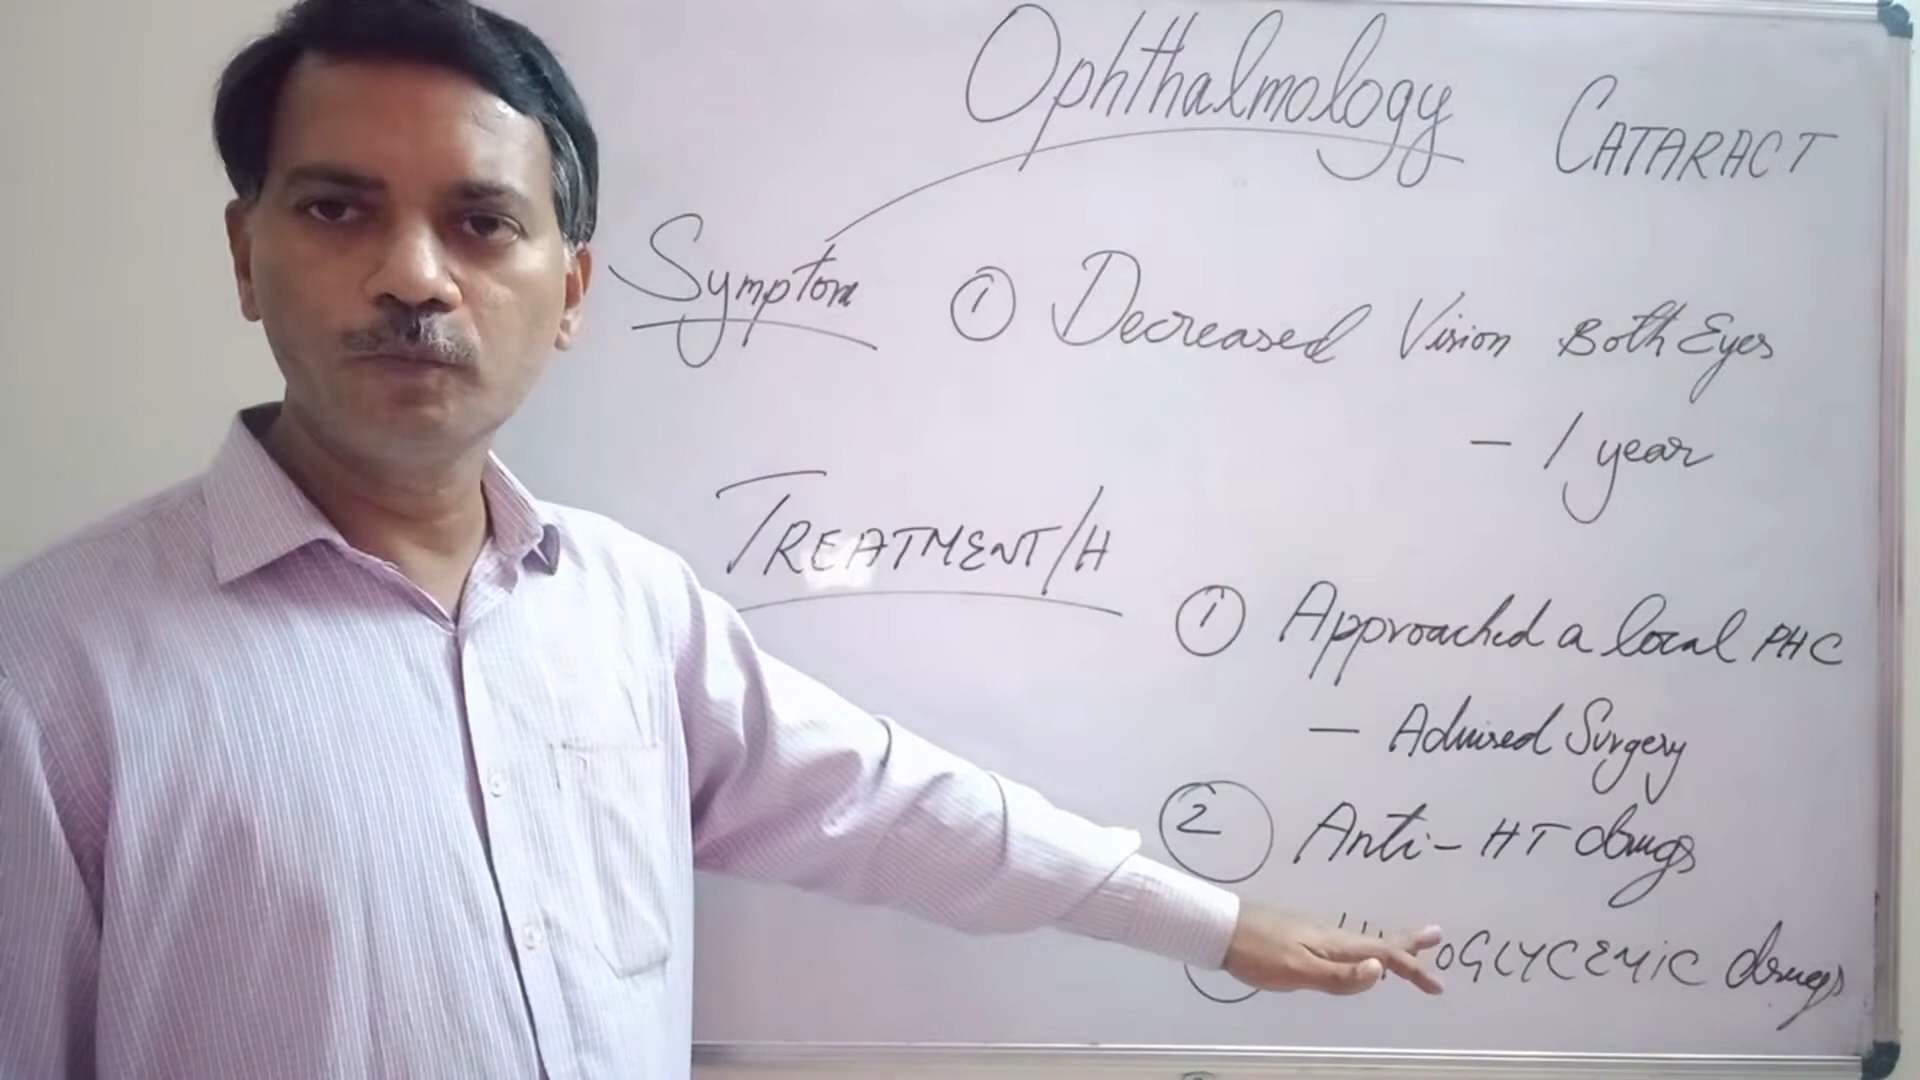 Ophthalmology CATARACT
Symptom ① Decreased Vision Both Eyes
- 1 year
TREATMENT/H
① Approached a local PHC
- Advised Surgery
② Anti-HT drugs
drugs